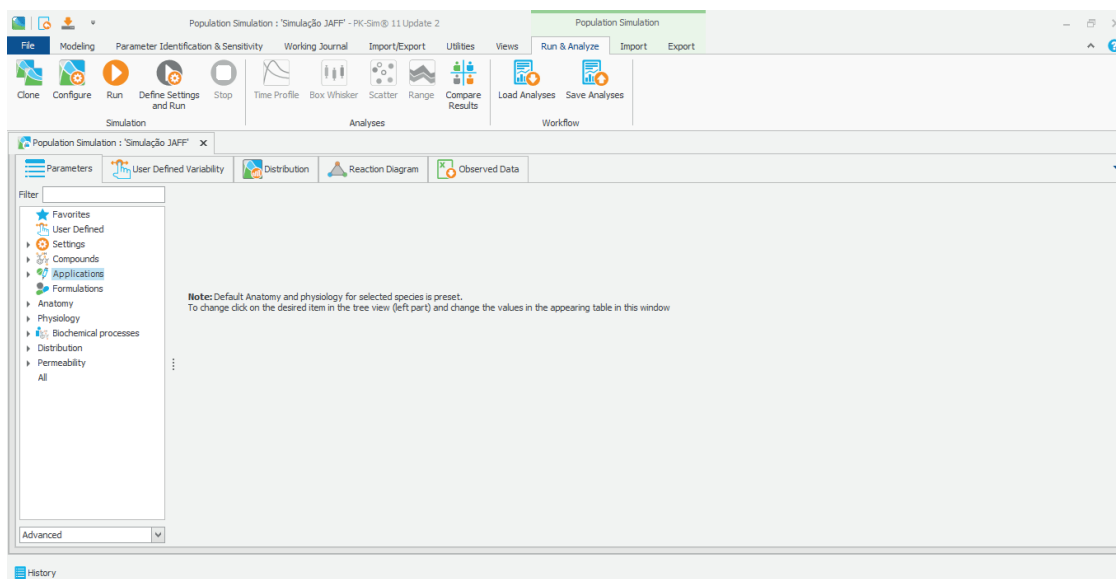 Population Simulation : 'Simulação JAFF' - PK-Sim® 11 Update 2
Population Simulation
File Modeling Parameter Identification & Sensitivity Working Journal Import/Export Utilities Views Run & Analyze Import Export
Clone Configure Run Define Settings and Run Stop Time Profile Box Whisker Scatter Range Compare Results Load Analyses Save Analyses
Simulation Analyses Workflow
Population Simulation : 'Simulação JAFF'
Parameters User Defined Variability Distribution Reaction Diagram Observed Data
Filter
Favorites
User Defined
Settings
Compounds
Applications
Formulations
Anatomy
Physiology
Biochemical processes
Distribution
Permeability
All
Note: Default Anatomy and physiology for selected species is preset.
To change click on the desired item in the tree view (left part) and change the values in the appearing table in this window
Advanced
History